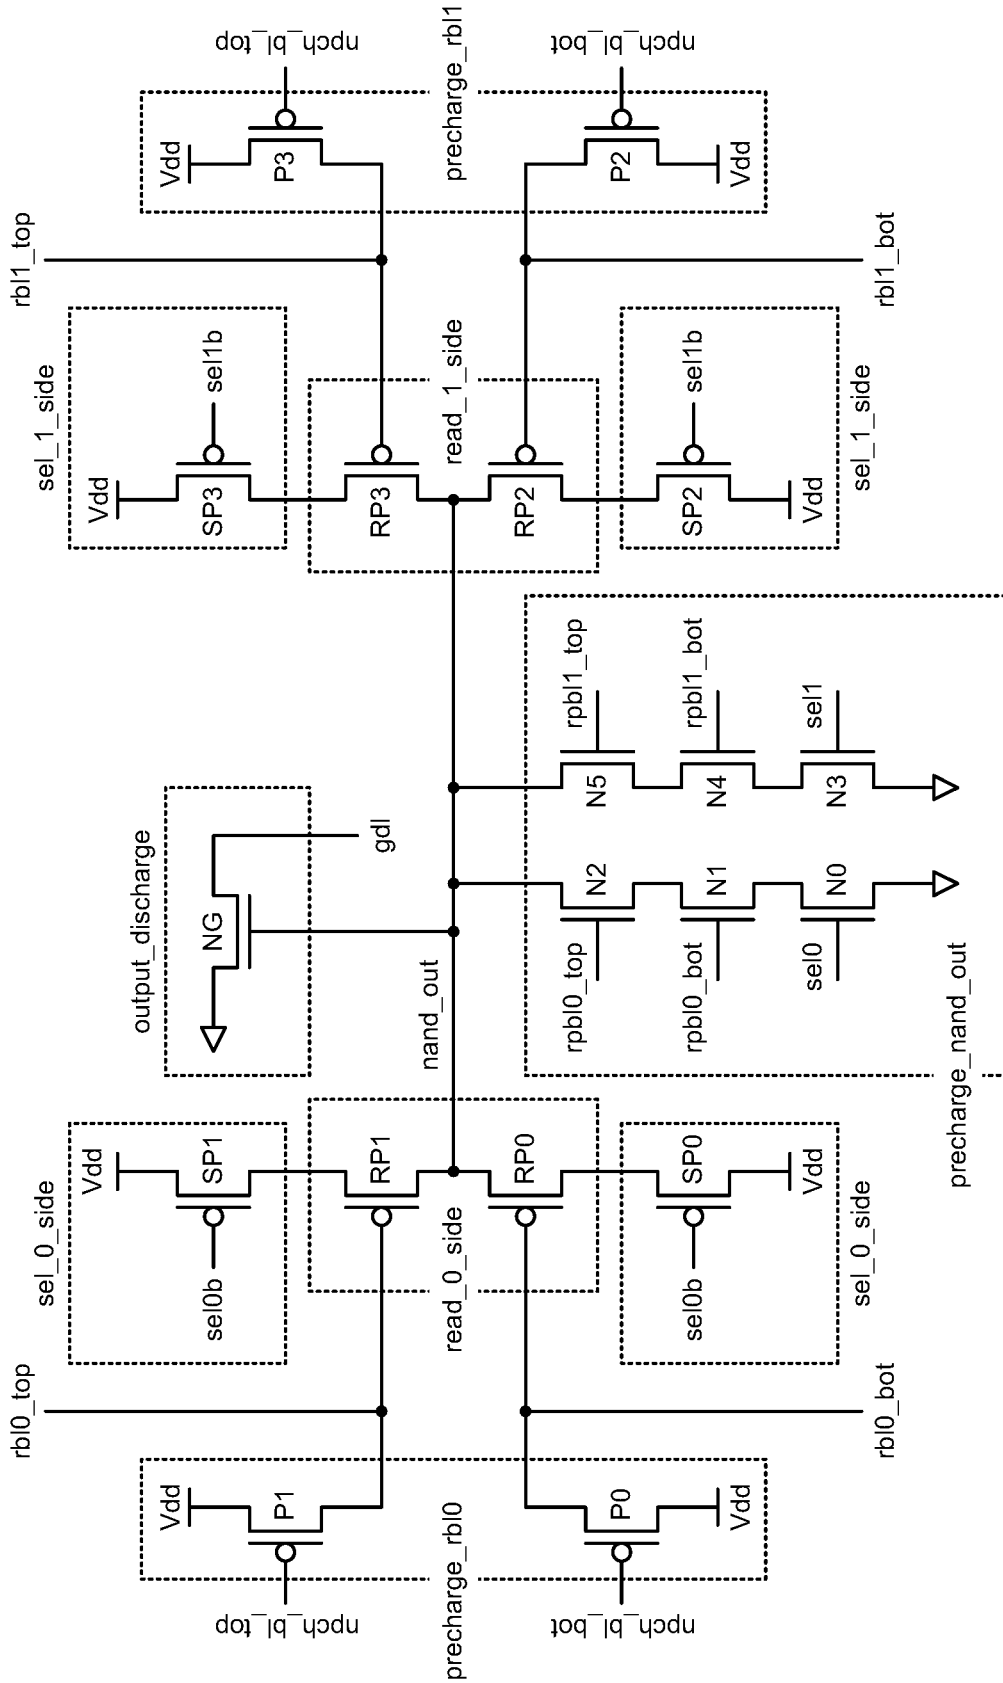 npch_bl_top
npch_bl_bot
precharge_rbl1
Vdd
P3
P2
Vdd
rbl1_top
rbl1_bot
sel_1_side
sel1b
read_1_side
sel1b
sel_1_side
Vdd
SP3
RP3
RP2
SP2
Vdd
rpbl1_top
rpbl1_bot
sel1
N5
N4
N3
output_discharge
gdl
NG
N2
N1
N0
nand_out
rpbl0_top
rpbl0_bot
sel0
precharge_nand_out
sel_0_side
Vdd
SP1
RP1
RP0
SP0
Vdd
sel_0_side
sel0b
read_0_side
sel0b
rbl0_top
rbl0_bot
Vdd
P1
P0
Vdd
precharge_rbl0
npch_bl_top
npch_bl_bot